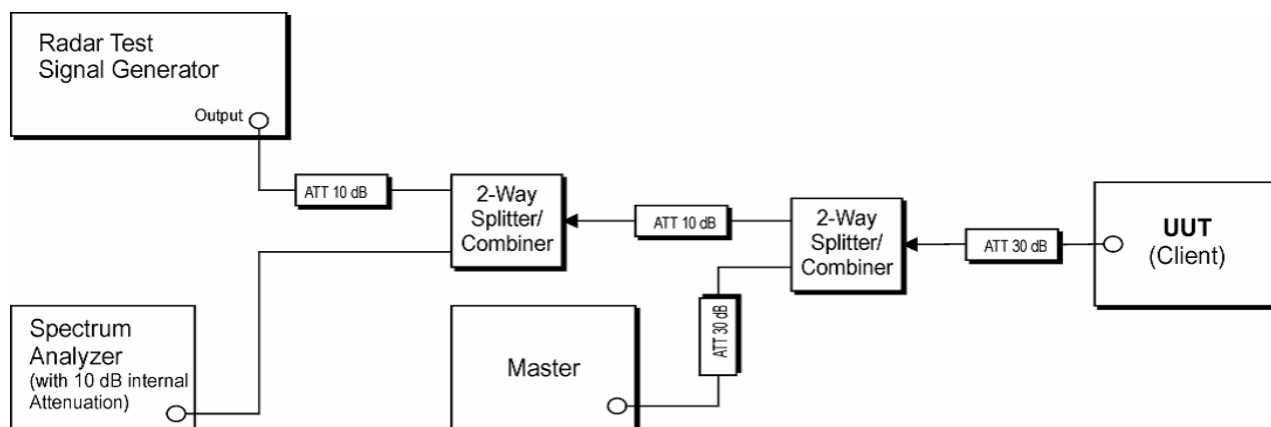 Radar Test
Signal Generator
Output
ATT 10 dB
2-Way
Splitter/
Combiner
ATT 10 dB
2-Way
Splitter/
Combiner
ATT 30 dB
UUT
(Client)
Spectrum
Analyzer
(with 10 dB internal
Attenuation)
Master
ATT 30 dB